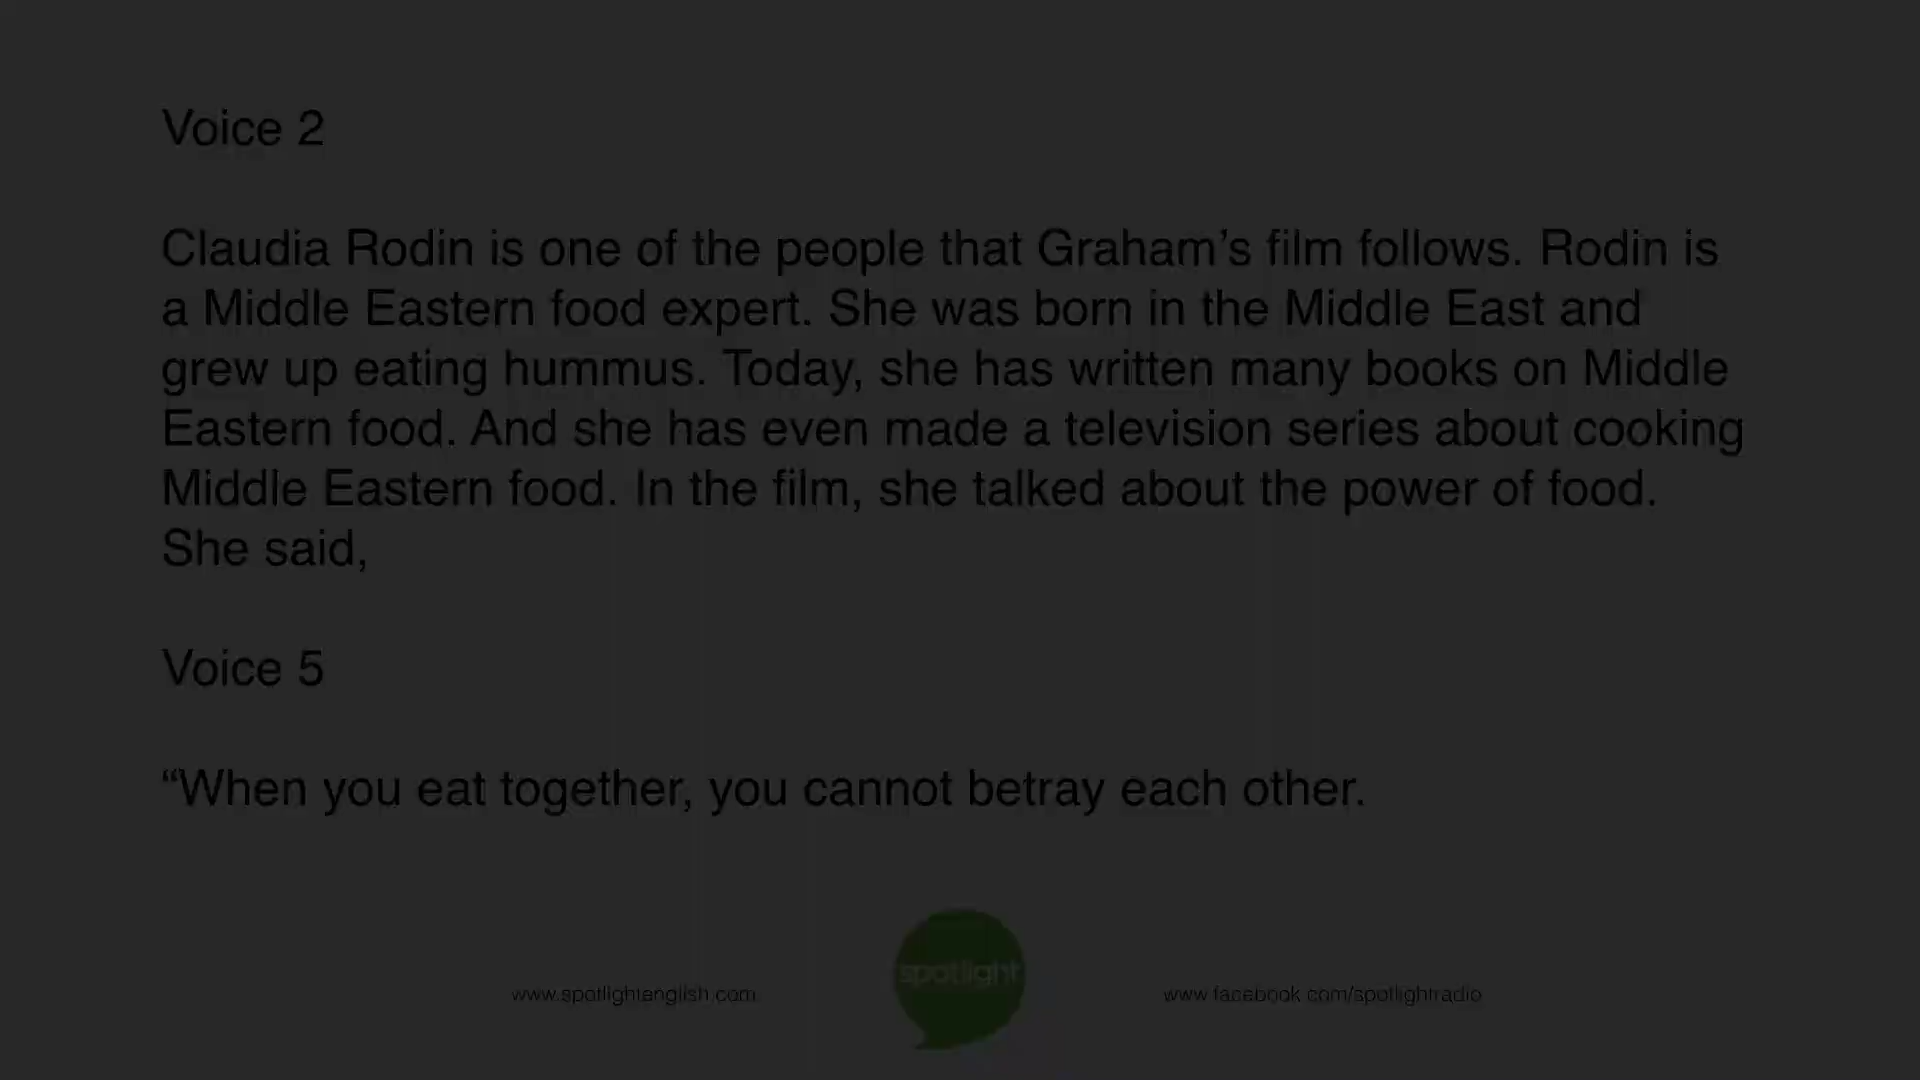 Voice 2
Claudia Rodin is one of the people that Graham’s film follows. Rodin is
a Middle Eastern food expert. She was born in the Middle East and
grew up eating hummus. Today, she has written many books on Middle
Eastern food. And she has even made a television series about cooking
Middle Eastern food. In the film, she talked about the power of food.
She said,
Voice 5
“When you eat together, you cannot betray each other.
spotlight
www.spotlightenglish.com
www.facebook.com/spotlightradio